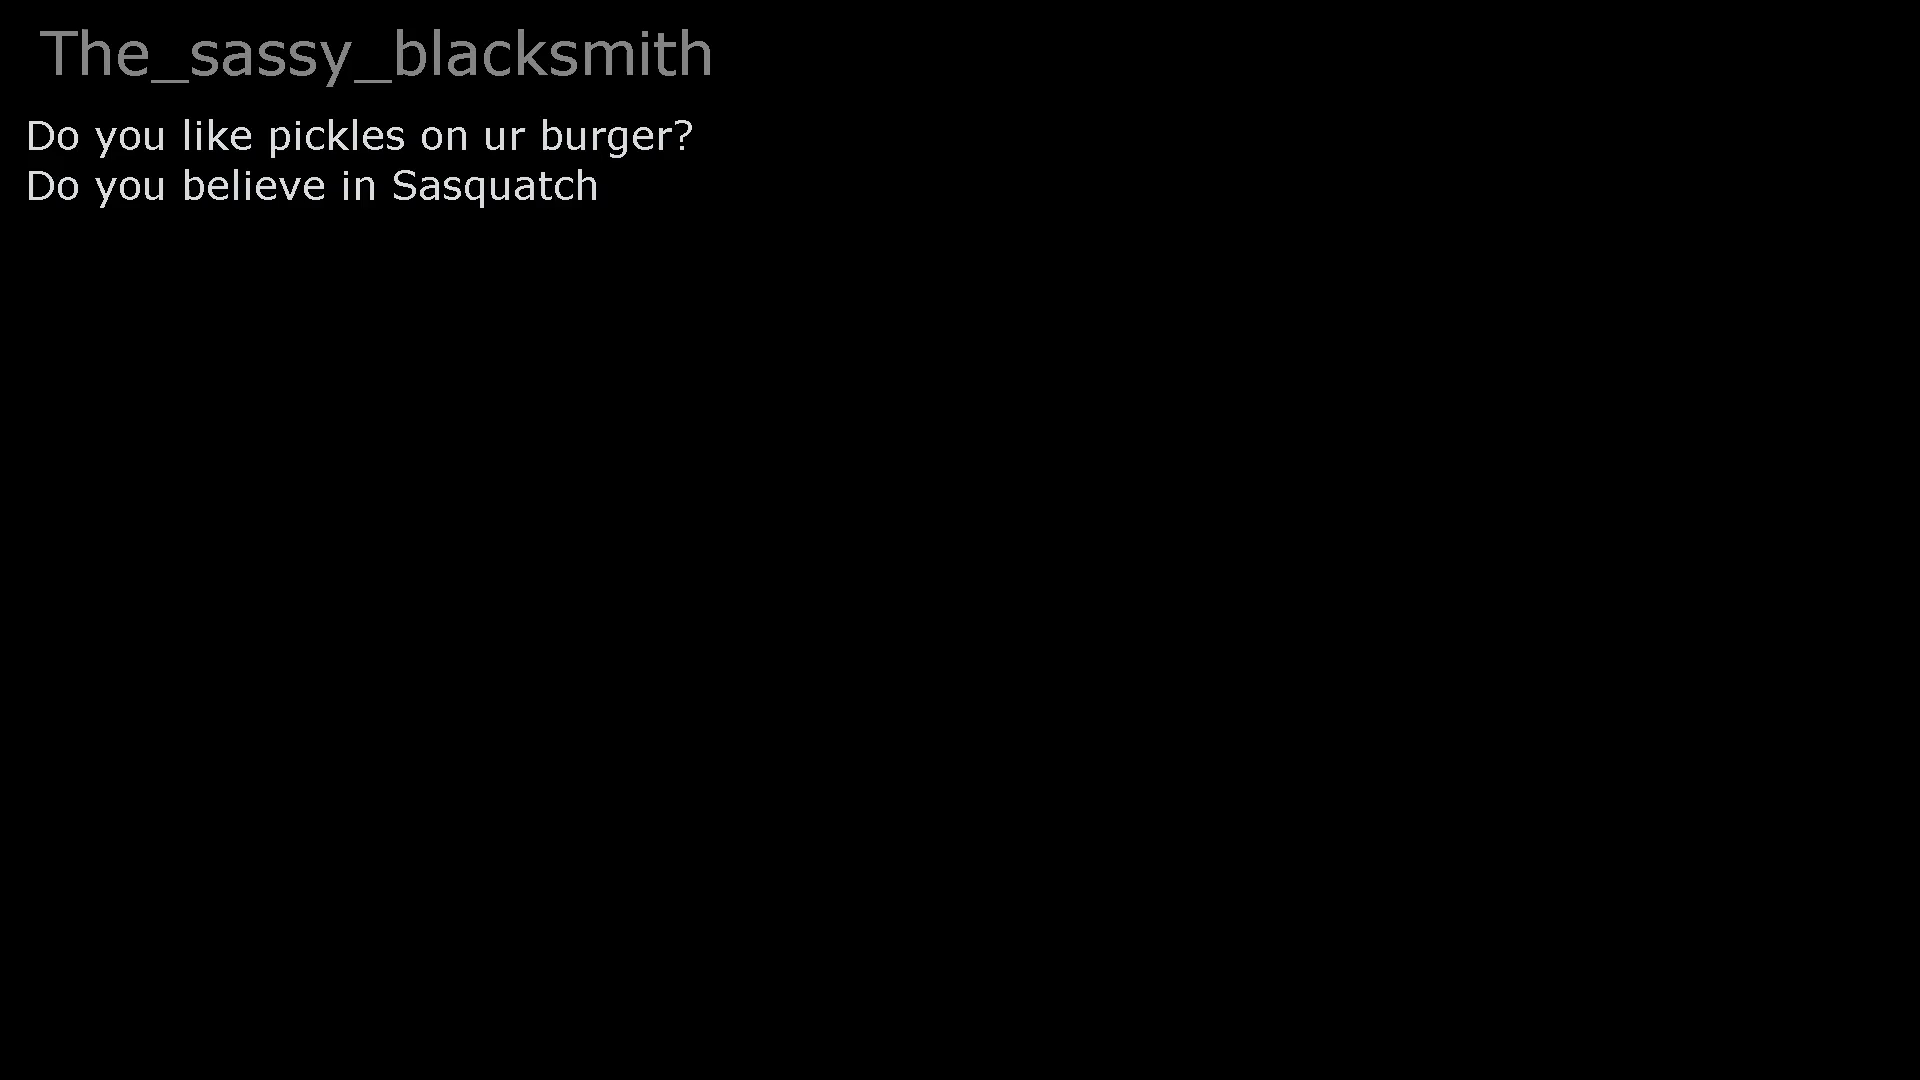 The_sassy_blacksmith
Do you like pickles on ur burger?
Do you believe in Sasquatch